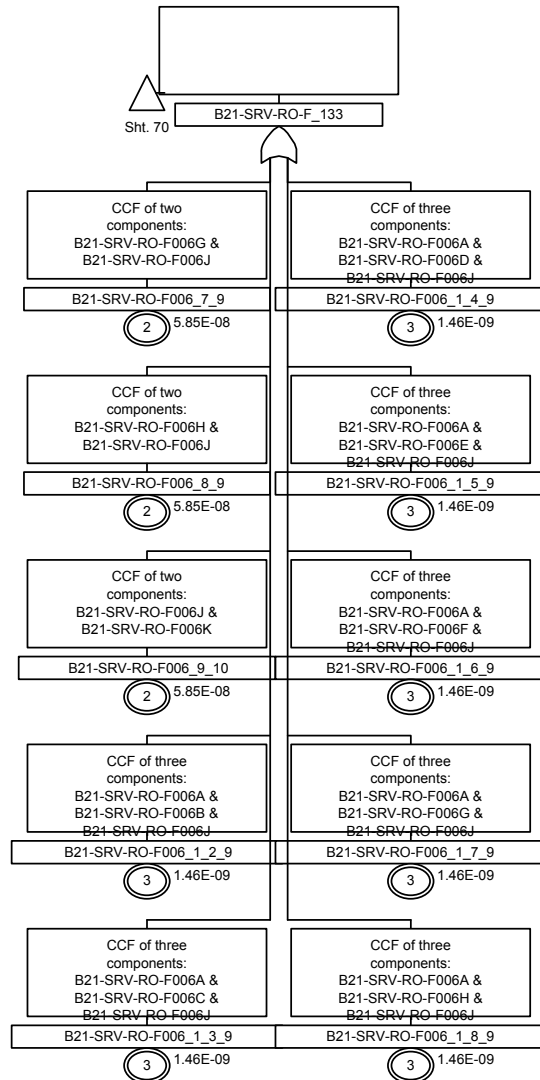 Sht. 70
B21-SRV-RO-F_133
CCF of two
components:
B21-SRV-RO-F006G &
B21-SRV-RO-F006J
B21-SRV-RO-F006_7_9
2
5.85E-08
CCF of three
components:
B21-SRV-RO-F006A &
B21-SRV-RO-F006D &
B21-SRV-RO-F006J
B21-SRV-RO-F006_1_4_9
3
1.46E-09
CCF of two
components:
B21-SRV-RO-F006H &
B21-SRV-RO-F006J
B21-SRV-RO-F006_8_9
2
5.85E-08
CCF of three
components:
B21-SRV-RO-F006A &
B21-SRV-RO-F006E &
B21-SRV-RO-F006J
B21-SRV-RO-F006_1_5_9
3
1.46E-09
CCF of two
components:
B21-SRV-RO-F006J &
B21-SRV-RO-F006K
B21-SRV-RO-F006_9_10
2
5.85E-08
CCF of three
components:
B21-SRV-RO-F006A &
B21-SRV-RO-F006F &
B21-SRV-RO-F006J
B21-SRV-RO-F006_1_6_9
3
1.46E-09
CCF of three
components:
B21-SRV-RO-F006A &
B21-SRV-RO-F006B &
B21-SRV-RO-F006J
B21-SRV-RO-F006_1_2_9
3
1.46E-09
CCF of three
components:
B21-SRV-RO-F006A &
B21-SRV-RO-F006G &
B21-SRV-RO-F006J
B21-SRV-RO-F006_1_7_9
3
1.46E-09
CCF of three
components:
B21-SRV-RO-F006A &
B21-SRV-RO-F006C &
B21-SRV-RO-F006J
B21-SRV-RO-F006_1_3_9
3
1.46E-09
CCF of three
components:
B21-SRV-RO-F006A &
B21-SRV-RO-F006H &
B21-SRV-RO-F006J
B21-SRV-RO-F006_1_8_9
3
1.46E-09